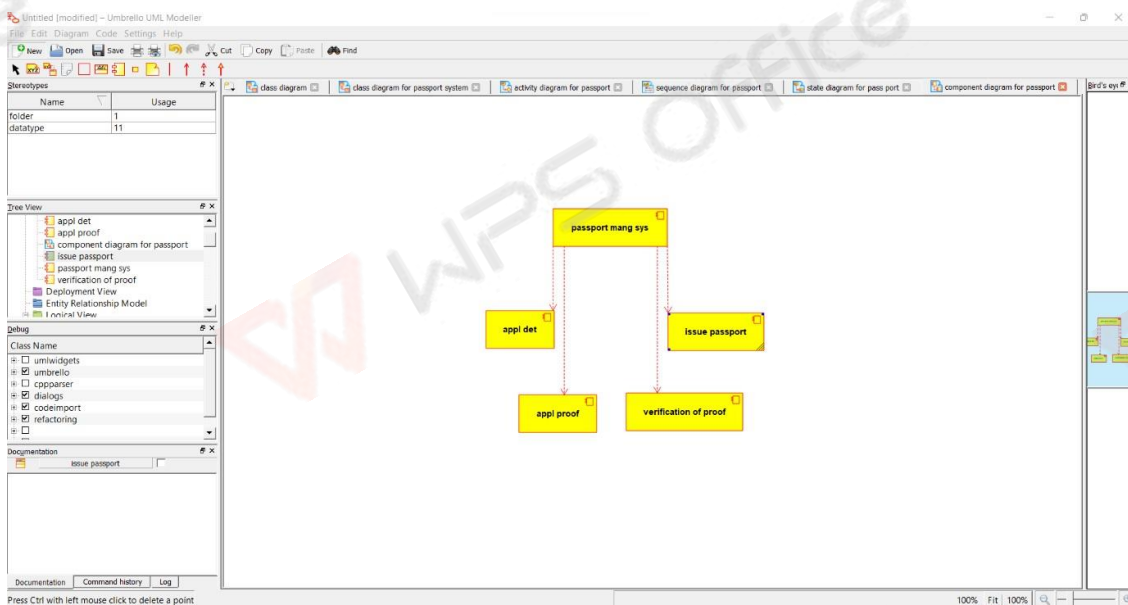 Untitled [modified] – Umbrello UML Modeller
File Edit Diagram Code Settings Help
New Open Save Cut Copy Paste Find
Stereotypes
Name Usage
folder 1
datatype 11
class diagram class diagram for passport system activity diagram for passport sequence diagram for passport state diagram for pass port component diagram for passport
Bird's eye
Tree View
appl det
appl proof
component diagram for passport
issue passport
passport mang sys
verification of proof
Deployment View
Entity Relationship Model
Logical View
Debug
Class Name
umlwidgets
umbrello
cppparser
dialogs
codeimport
refactoring
Documentation
issue passport
Documentation Command history Log
Press Ctrl with left mouse click to delete a point
100% Fit 100%
passport mang sys
appl det
issue passport
appl proof
verification of proof
WPS Office